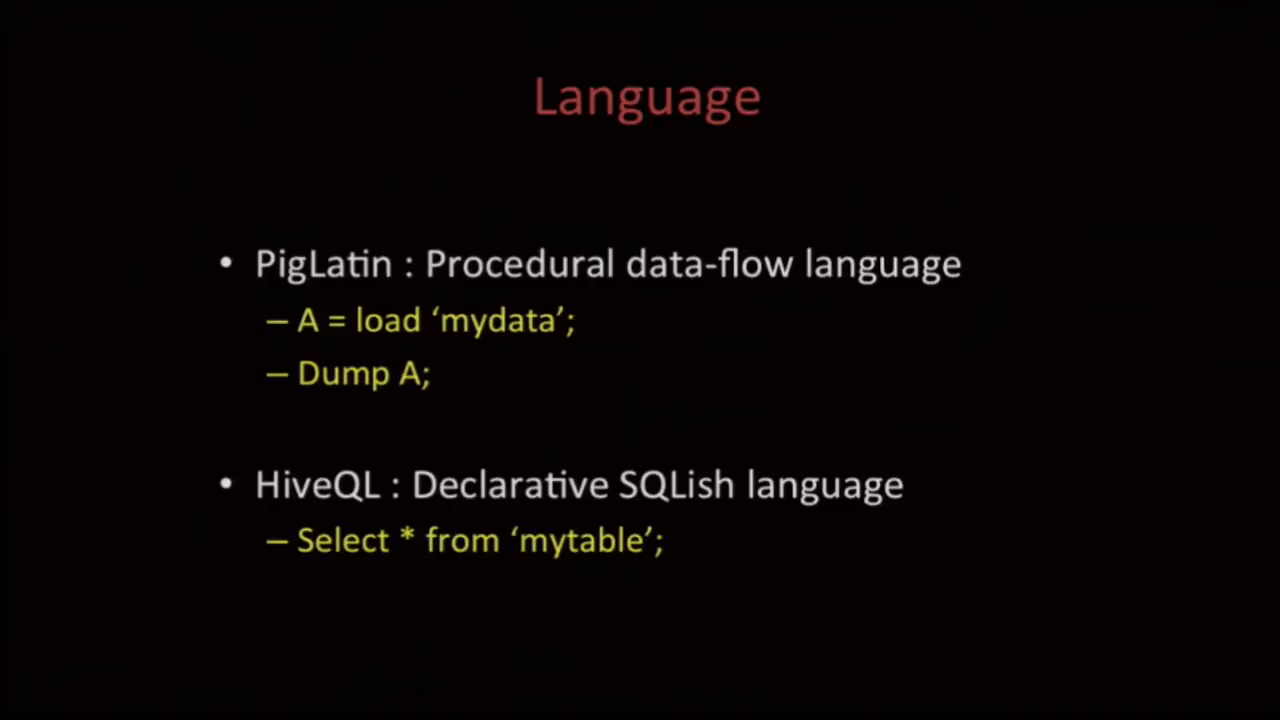 Language
• PigLatin : Procedural data-flow language
– A = load ‘mydata’;
– Dump A;
• HiveQL : Declarative SQLish language
– Select * from ‘mytable’;